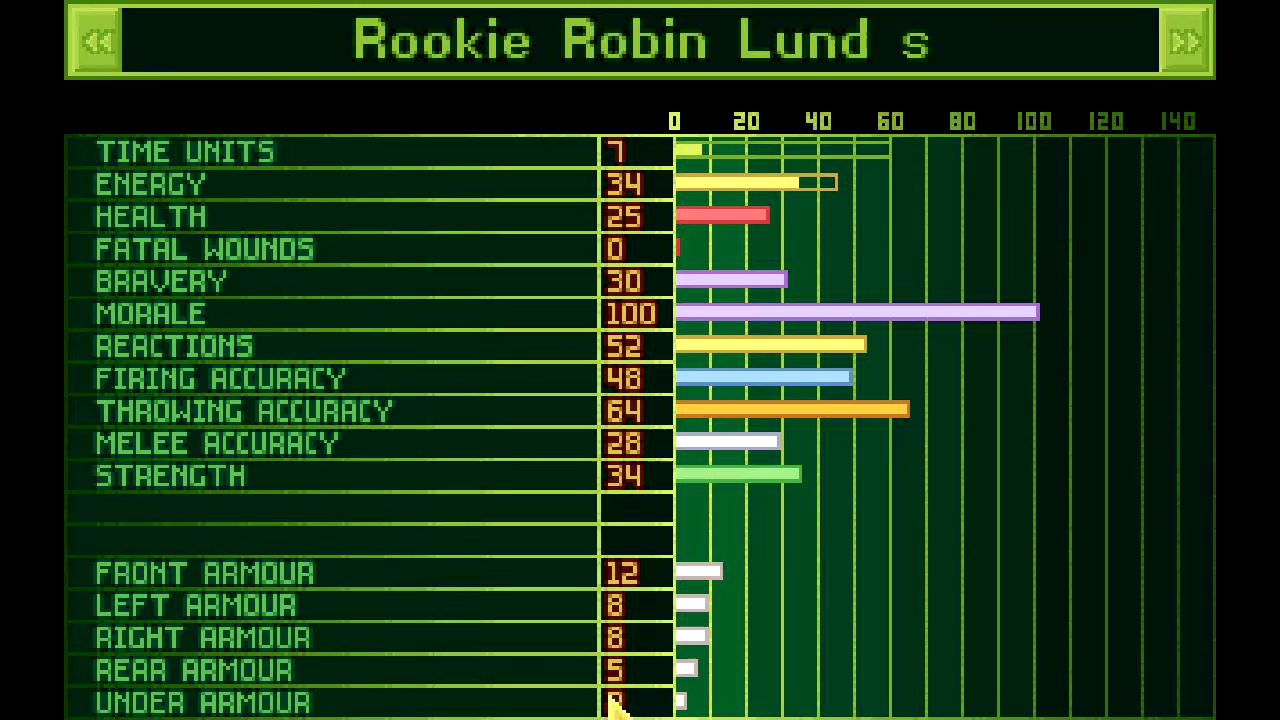 Rookie Robin Lund s
0 20 40 60 80 100 120 140
TIME UNITS 7
ENERGY 34
HEALTH 25
FATAL WOUNDS 0
BRAVERY 30
MORALE 100
REACTIONS 52
FIRING ACCURACY 48
THROWING ACCURACY 64
MELEE ACCURACY 28
STRENGTH 34
FRONT ARMOUR 12
LEFT ARMOUR 8
RIGHT ARMOUR 8
REAR ARMOUR 5
UNDER ARMOUR